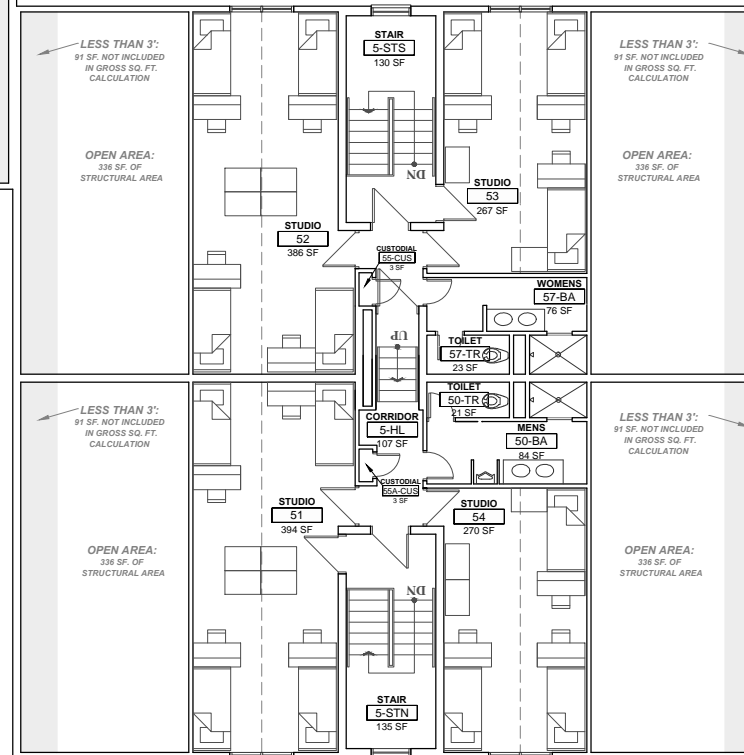 LESS THAN 3':
91 SF. NOT INCLUDED
IN GROSS SQ. FT.
CALCULATION
OPEN AREA:
336 SF. OF
STRUCTURAL AREA
STAIR
5-STS
130 SF
DN
LESS THAN 3':
91 SF. NOT INCLUDED
IN GROSS SQ. FT.
CALCULATION
OPEN AREA:
336 SF. OF
STRUCTURAL AREA
STUDIO
53
267 SF
STUDIO
52
386 SF
CUSTODIAL
55-CUS
3 SF
WOMENS
57-BA
76 SF
UP
TOILET
57-TR
23 SF
TOILET
50-TR
21 SF
CORRIDOR
5-HL
107 SF
MENS
50-BA
84 SF
CUSTODIAL
55A-CUS
3 SF
LESS THAN 3':
91 SF. NOT INCLUDED
IN GROSS SQ. FT.
CALCULATION
LESS THAN 3':
91 SF. NOT INCLUDED
IN GROSS SQ. FT.
CALCULATION
STUDIO
51
394 SF
STUDIO
54
270 SF
OPEN AREA:
336 SF. OF
STRUCTURAL AREA
OPEN AREA:
336 SF. OF
STRUCTURAL AREA
DN
STAIR
5-STN
135 SF